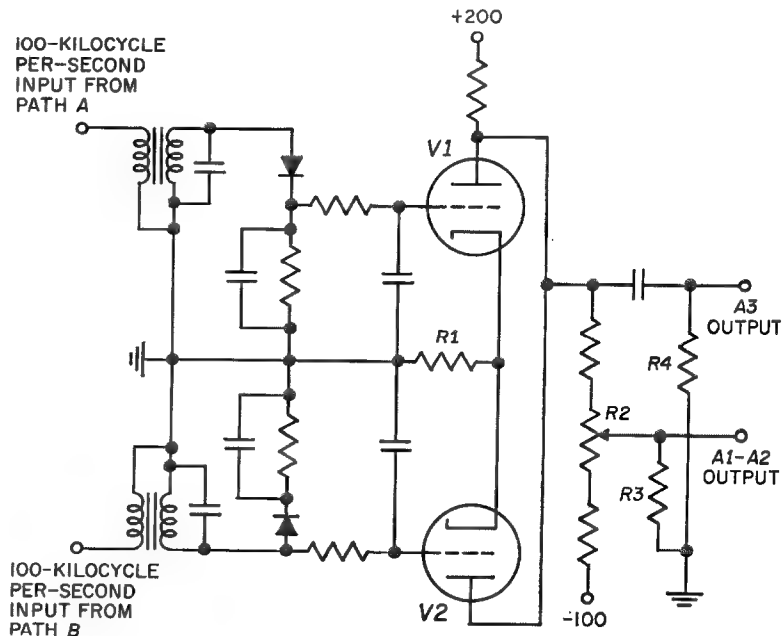 +200
100-KILOCYCLE
PER-SECOND
INPUT FROM
PATH A
V1
A3
OUTPUT
R1
R4
R2
A1-A2
OUTPUT
R3
100-KILOCYCLE
PER-SECOND
INPUT FROM
PATH B
V2
-100